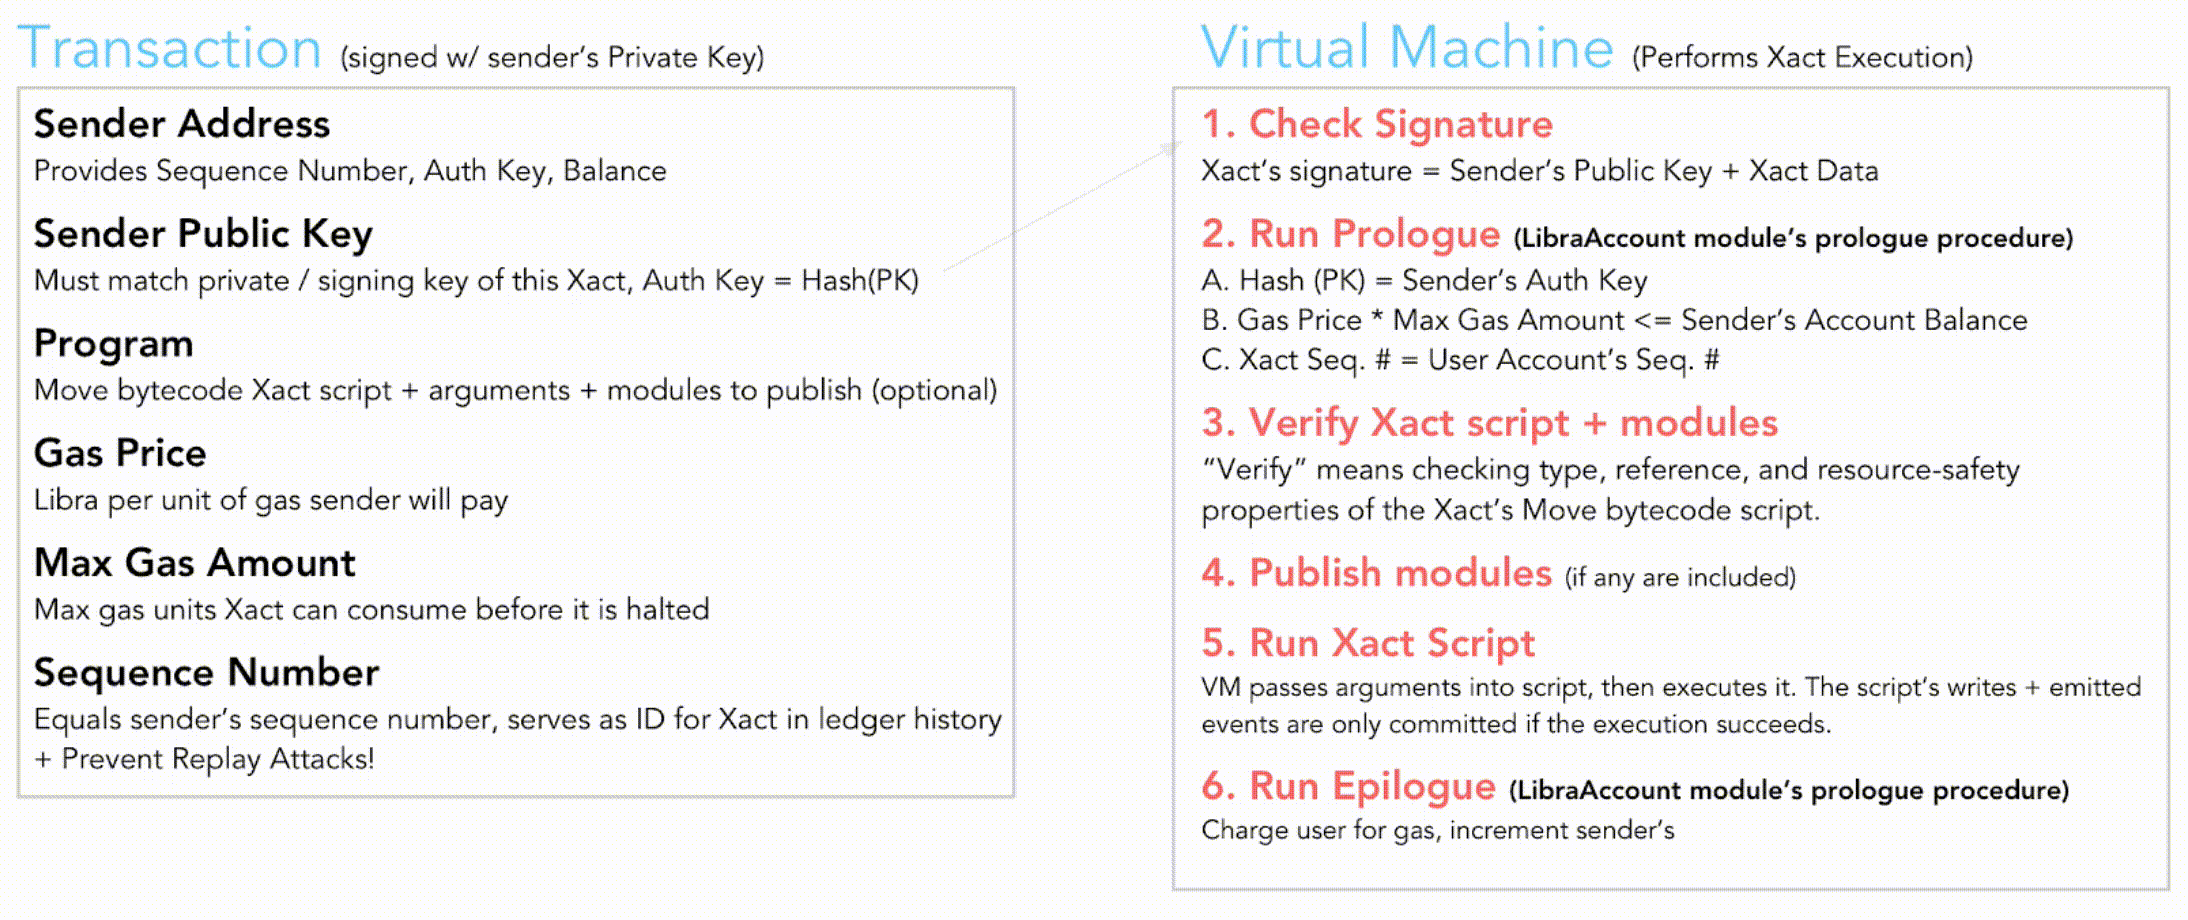 Transaction (signed w/ sender's Private Key)
Sender Address
Provides Sequence Number, Auth Key, Balance
Sender Public Key
Must match private / signing key of this Xact, Auth Key = Hash(PK)
Program
Move bytecode Xact script + arguments + modules to publish (optional)
Gas Price
Libra per unit of gas sender will pay
Max Gas Amount
Max gas units Xact can consume before it is halted
Sequence Number
Equals sender's sequence number, serves as ID for Xact in ledger history
+ Prevent Replay Attacks!
Virtual Machine (Performs Xact Execution)
1. Check Signature
Xact's signature = Sender's Public Key + Xact Data
2. Run Prologue (LibraAccount module's prologue procedure)
A. Hash (PK) = Sender's Auth Key
B. Gas Price * Max Gas Amount <= Sender's Account Balance
C. Xact Seq. # = User Account's Seq. #
3. Verify Xact script + modules
“Verify” means checking type, reference, and resource-safety
properties of the Xact's Move bytecode script.
4. Publish modules (if any are included)
5. Run Xact Script
VM passes arguments into script, then executes it. The script's writes + emitted
events are only committed if the execution succeeds.
6. Run Epilogue (LibraAccount module's prologue procedure)
Charge user for gas, increment sender's